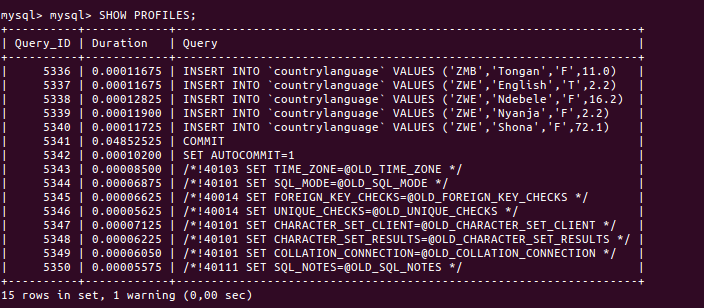 mysql> mysql> SHOW PROFILES;
+----------+------------+---------------------------------------------------------------+
| Query_ID | Duration   | Query                                                         |
+----------+------------+---------------------------------------------------------------+
|     5336 | 0.00011675 | INSERT INTO `countrylanguage` VALUES ('ZMB','Tongan','F',11.0)   |
|     5337 | 0.00011675 | INSERT INTO `countrylanguage` VALUES ('ZWE','English','T',2.2)   |
|     5338 | 0.00012825 | INSERT INTO `countrylanguage` VALUES ('ZWE','Ndebele','F',16.2)  |
|     5339 | 0.00011900 | INSERT INTO `countrylanguage` VALUES ('ZWE','Nyanja','F',2.2)    |
|     5340 | 0.00011725 | INSERT INTO `countrylanguage` VALUES ('ZWE','Shona','F',72.1)    |
|     5341 | 0.04852525 | COMMIT                                                        |
|     5342 | 0.00010200 | SET AUTOCOMMIT=1                                              |
|     5343 | 0.00008500 | /*!40103 SET TIME_ZONE=@OLD_TIME_ZONE */                      |
|     5344 | 0.00006875 | /*!40101 SET SQL_MODE=@OLD_SQL_MODE */                        |
|     5345 | 0.00006625 | /*!40014 SET FOREIGN_KEY_CHECKS=@OLD_FOREIGN_KEY_CHECKS */    |
|     5346 | 0.00005625 | /*!40014 SET UNIQUE_CHECKS=@OLD_UNIQUE_CHECKS */              |
|     5347 | 0.00007125 | /*!40101 SET CHARACTER_SET_CLIENT=@OLD_CHARACTER_SET_CLIENT */ |
|     5348 | 0.00006225 | /*!40101 SET CHARACTER_SET_RESULTS=@OLD_CHARACTER_SET_RESULTS */ |
|     5349 | 0.00006050 | /*!40101 SET COLLATION_CONNECTION=@OLD_COLLATION_CONNECTION */ |
|     5350 | 0.00005575 | /*!40111 SET SQL_NOTES=@OLD_SQL_NOTES */                      |
+----------+------------+---------------------------------------------------------------+
15 rows in set, 1 warning (0,00 sec)